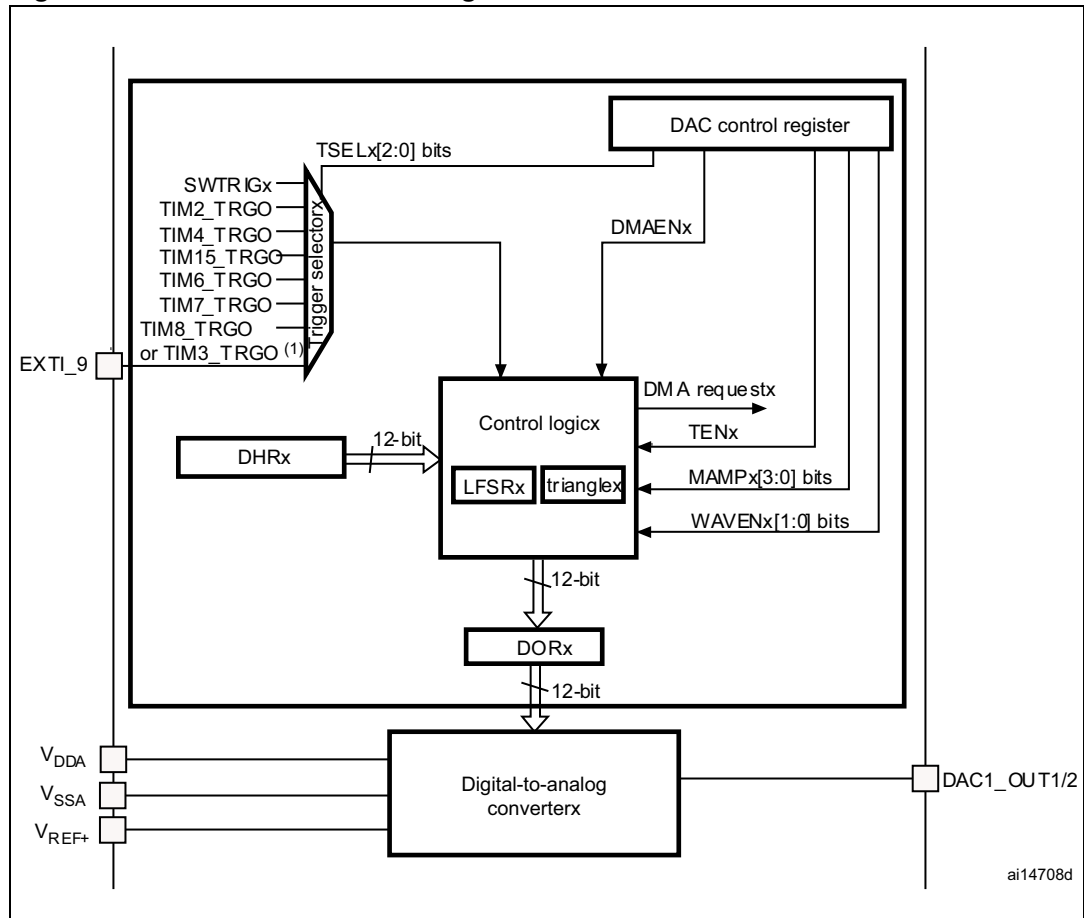 DAC control register
TSELx[2:0] bits
SWTRIGx
TIM2_TRGO
TIM4_TRGO
TIM15_TRGO
TIM6_TRGO
TIM7_TRGO
TIM8_TRGO
or TIM3_TRGO (1)
Trigger selectorx
DMAENx
EXTI_9
DMA requestx
Control logicx
TENx
12-bit
DHRx
LFSRx
trianglex
MAMPx[3:0] bits
WAVENx[1:0] bits
12-bit
DORx
12-bit
VDDA
VSSA
VREF+
Digital-to-analog
converterx
DAC1_OUT1/2
ai14708d